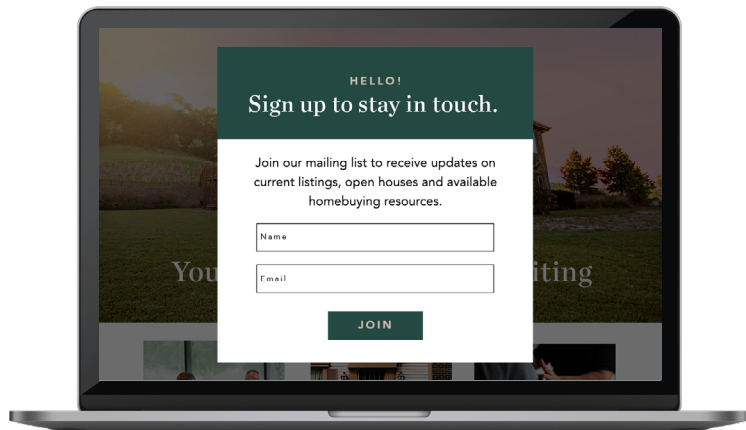 HELLO!
Sign up to stay in touch.
Join our mailing list to receive updates on
current listings, open houses and available
homebuying resources.
Name
Email
JOIN